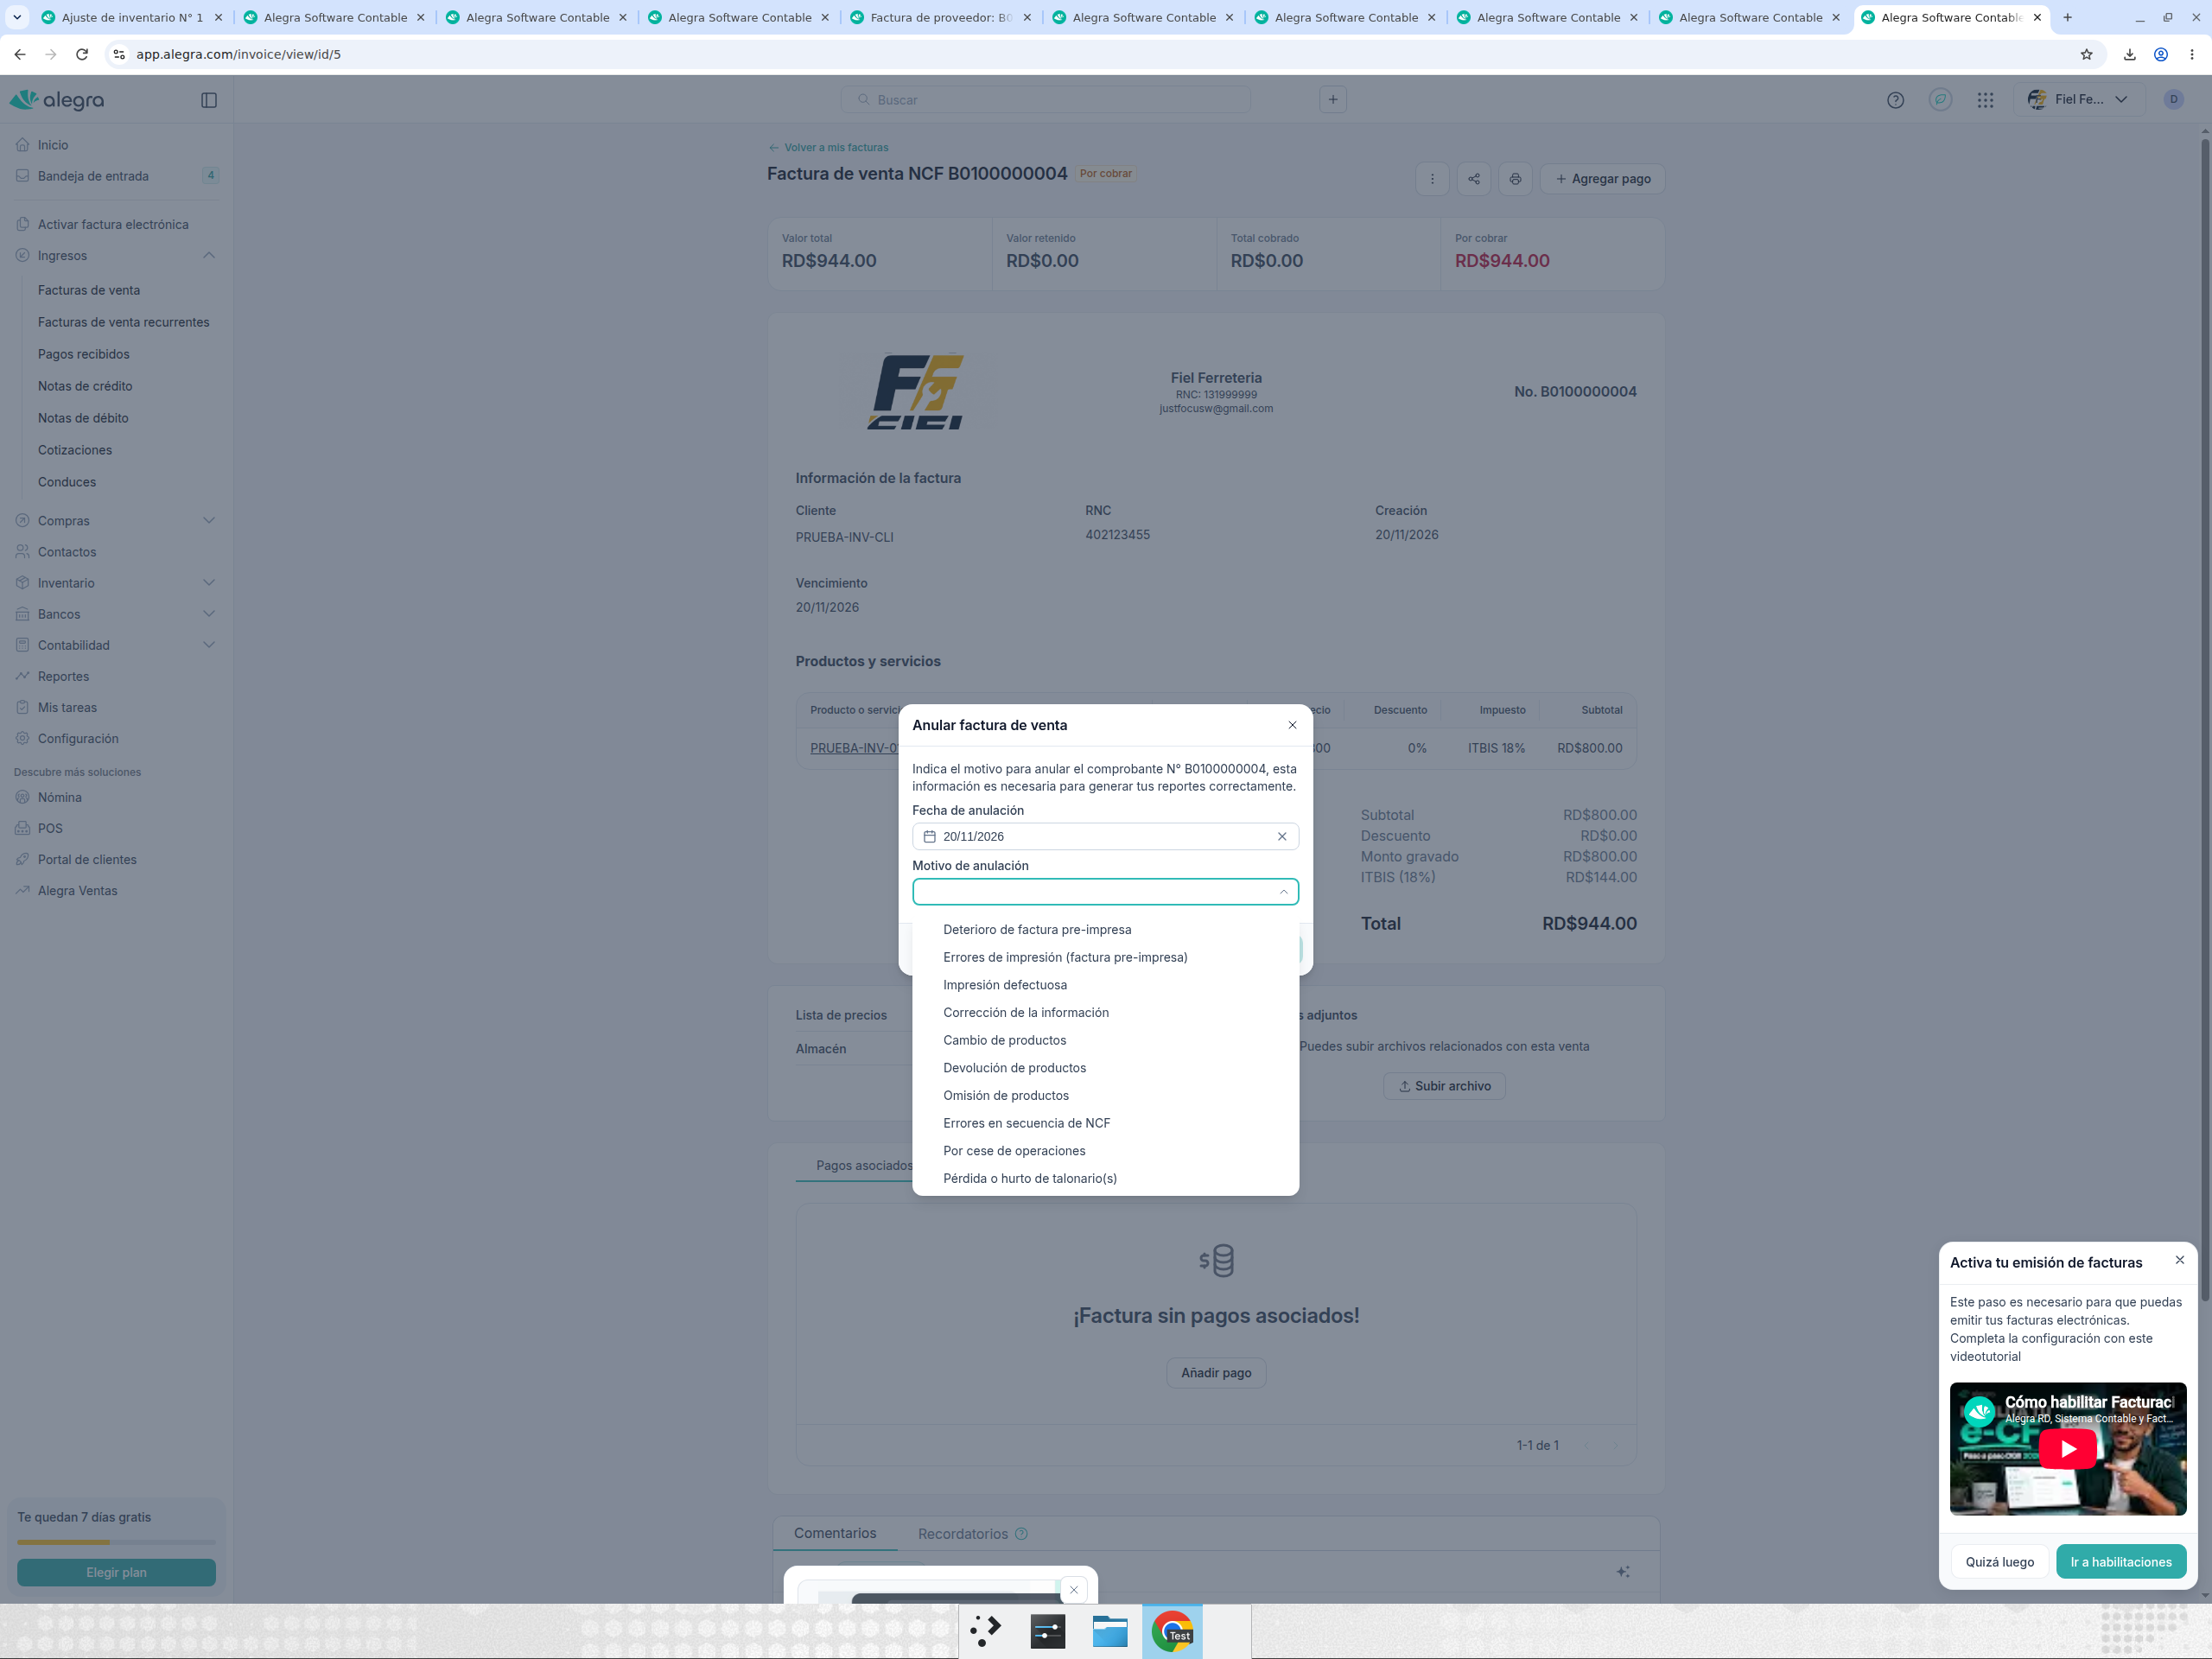 Ajuste de inventario N° 1
Alegra Software Contable
Alegra Software Contable
Alegra Software Contable
Factura de proveedor: B0
Alegra Software Contable
Alegra Software Contable
Alegra Software Contable
Alegra Software Contable
Alegra Software Contable
app.alegra.com/invoice/view/id/5
alegra
Buscar
Fiel Fe...
D
Inicio
Bandeja de entrada
4
Activar factura electrónica
Ingresos
Facturas de venta
Facturas de venta recurrentes
Pagos recibidos
Notas de crédito
Notas de débito
Cotizaciones
Conduces
Compras
Contactos
Inventario
Bancos
Contabilidad
Reportes
Mis tareas
Configuración
Descubre más soluciones
Nómina
POS
Portal de clientes
Alegra Ventas
Te quedan 7 días gratis
Elegir plan
Volver a mis facturas
Factura de venta NCF B0100000004
Por cobrar
Agregar pago
Valor total
RD$944.00
Valor retenido
RD$0.00
Total cobrado
RD$0.00
Por cobrar
RD$944.00
Fiel Ferreteria
RNC: 131999999
justfocusw@gmail.com
No. B0100000004
Información de la factura
Cliente
PRUEBA-INV-CLI
RNC
402123455
Creación
20/11/2026
Vencimiento
20/11/2026
Productos y servicios
Producto o servici
ecio
Descuento
Impuesto
Subtotal
PRUEBA-INV-0
00
0%
ITBIS 18%
RD$800.00
Subtotal
RD$800.00
Descuento
RD$0.00
Monto gravado
RD$800.00
ITBIS (18%)
RD$144.00
Total
RD$944.00
Anular factura de venta
Indica el motivo para anular el comprobante N° B0100000004, esta
información es necesaria para generar tus reportes correctamente.
Fecha de anulación
20/11/2026
Motivo de anulación
Deterioro de factura pre-impresa
Errores de impresión (factura pre-impresa)
Impresión defectuosa
Corrección de la información
Cambio de productos
Devolución de productos
Omisión de productos
Errores en secuencia de NCF
Por cese de operaciones
Pérdida o hurto de talonario(s)
Lista de precios
Almacén
s adjuntos
Puedes subir archivos relacionados con esta venta
Subir archivo
Pagos asociados
¡Factura sin pagos asociados!
Añadir pago
1-1 de 1
Comentarios
Recordatorios
Activa tu emisión de facturas
Este paso es necesario para que puedas
emitir tus facturas electrónicas.
Completa la configuración con este
videotutorial
Cómo habilitar Facturac
Alegra RD, Sistema Contable y Fact...
e-CF
Quizá luego
Ir a habilitaciones
Test